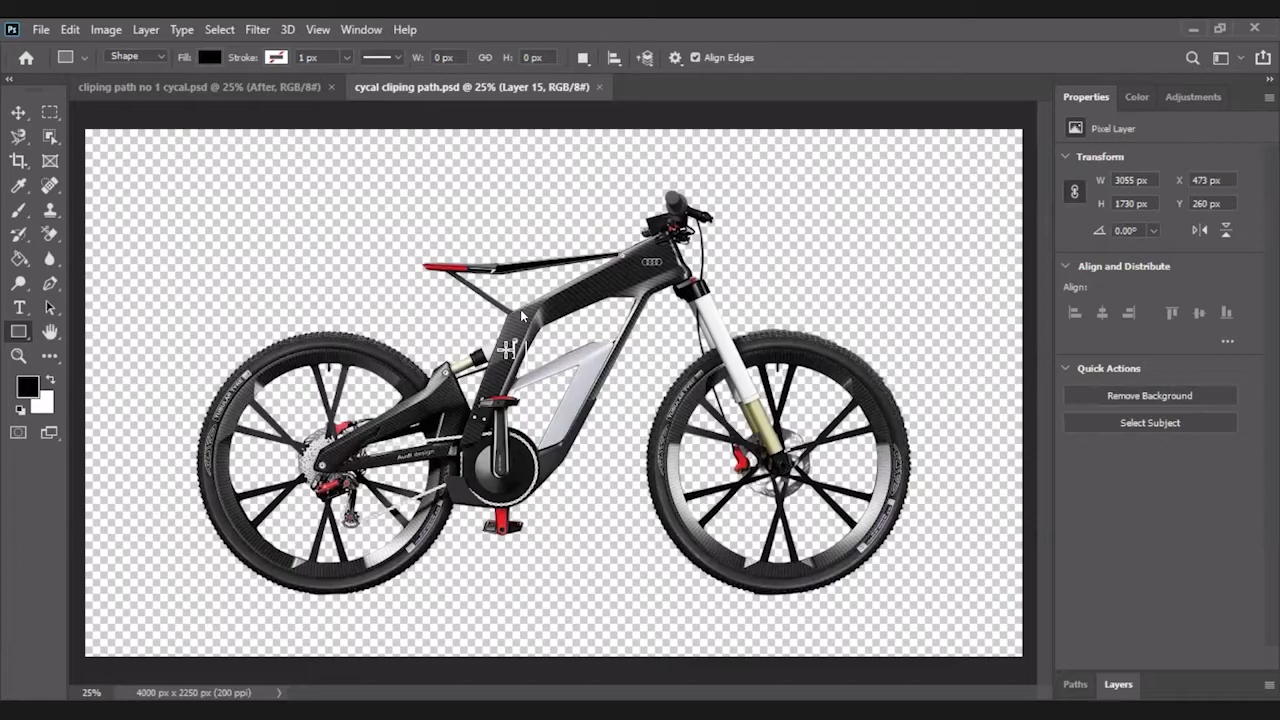 Ps File Edit Image Layer Type Select Filter 3D View Window Help
Shape Fill: Stroke: 1 px W: 0 px H: 0 px Align Edges
cliping path no 1 cycal.psd @ 25% (After, RGB/8#) × cycal cliping path.psd @ 25% (Layer 15, RGB/8#) ×
Properties Color Adjustments
Pixel Layer
Transform
W 3055 px X 473 px
H 1730 px Y 260 px
0.00°
Align and Distribute
Align:
Quick Actions
Remove Background
Select Subject
Audi design
Paths Layers
25% 4000 px x 2250 px (200 ppi)